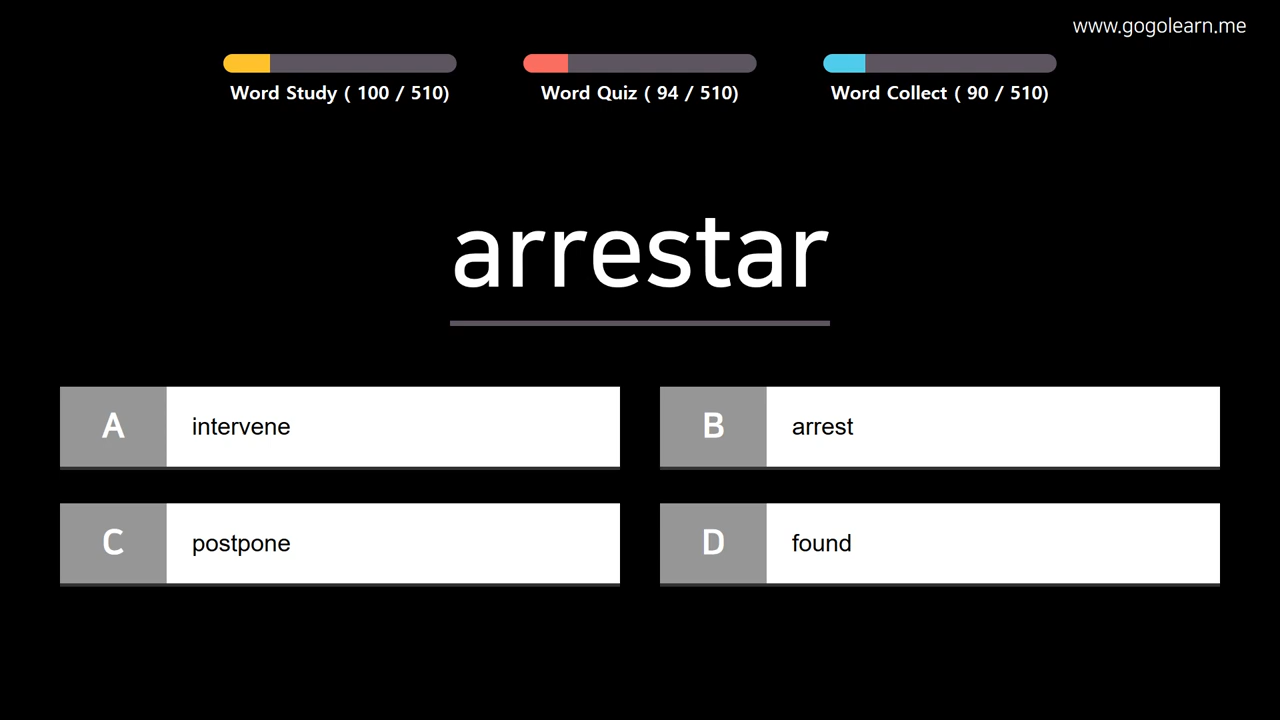 www.gogolearn.me
Word Study ( 100 / 510)
Word Quiz ( 94 / 510)
Word Collect ( 90 / 510)
arrestar
A intervene
B arrest
C postpone
D found